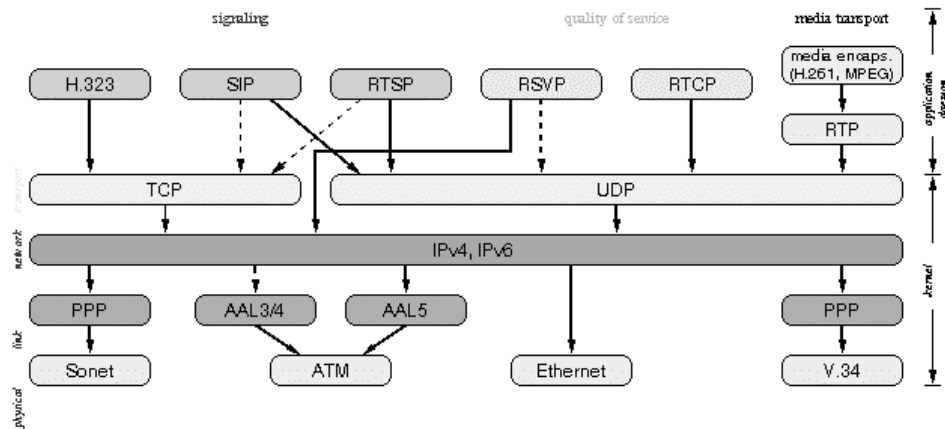 signaling
quality of service
media transport
media encaps.
(H.261, MPEG)
H.323
SIP
RTSP
RSVP
RTCP
application
daemon
RTP
transport
TCP
UDP
network
IPv4, IPv6
kernel
PPP
AAL3/4
AAL5
PPP
link
Sonet
ATM
Ethernet
V.34
physical